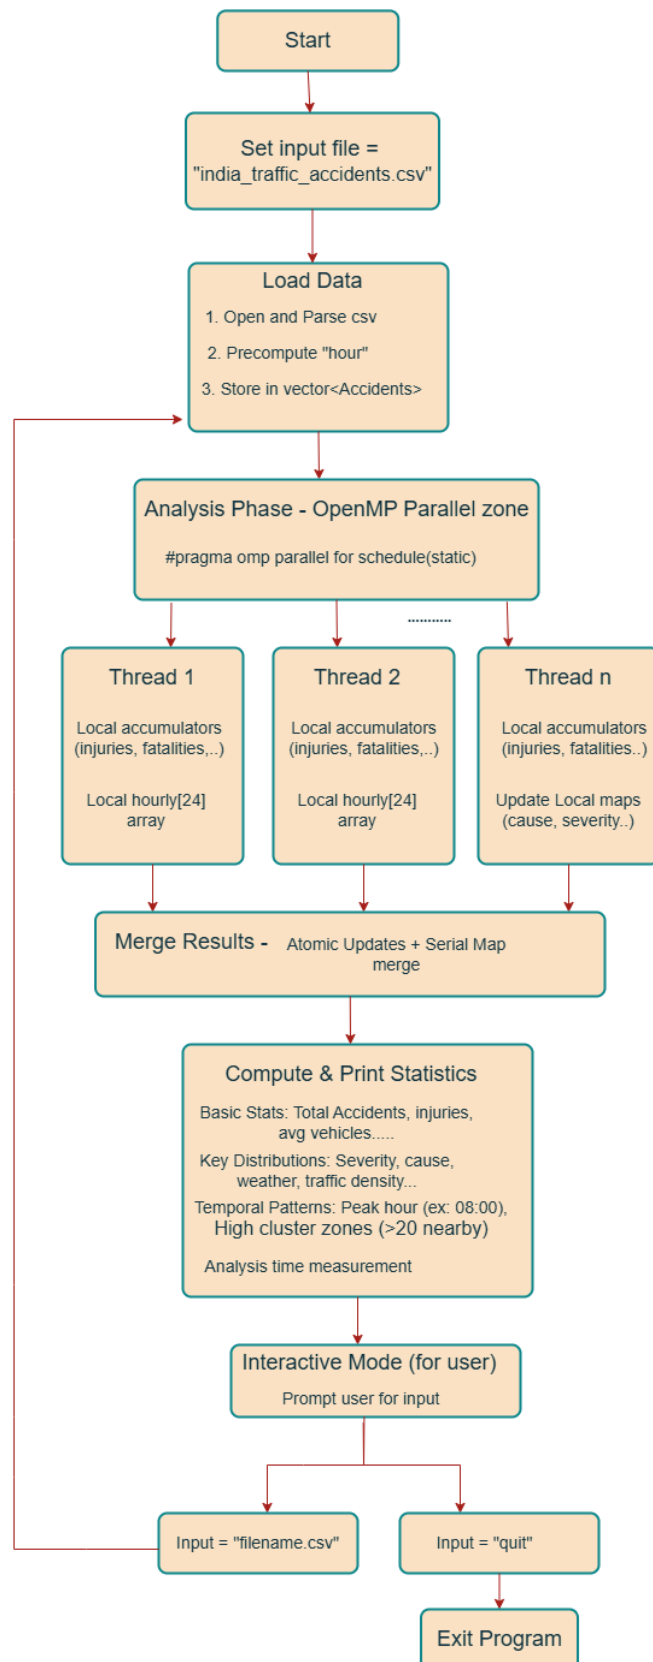 Start
Set input file =
"india_traffic_accidents.csv"
Load Data
1. Open and Parse csv
2. Precompute "hour"
3. Store in vector<Accidents>
Analysis Phase - OpenMP Parallel zone
#pragma omp parallel for schedule(static)
...........
Thread 1
Local accumulators
(injuries, fatalities,..)
Local hourly[24]
array
Thread 2
Local accumulators
(injuries, fatalities,..)
Local hourly[24]
array
Thread n
Local accumulators
(injuries, fatalities..)
Update Local maps
(cause, severity..)
Merge Results - Atomic Updates + Serial Map
merge
Compute & Print Statistics
Basic Stats: Total Accidents, injuries,
avg vehicles.....
Key Distributions: Severity, cause,
weather, traffic density...
Temporal Patterns: Peak hour (ex: 08:00),
High cluster zones (>20 nearby)
Analysis time measurement
Interactive Mode (for user)
Prompt user for input
Input = "filename.csv"
Input = "quit"
Exit Program